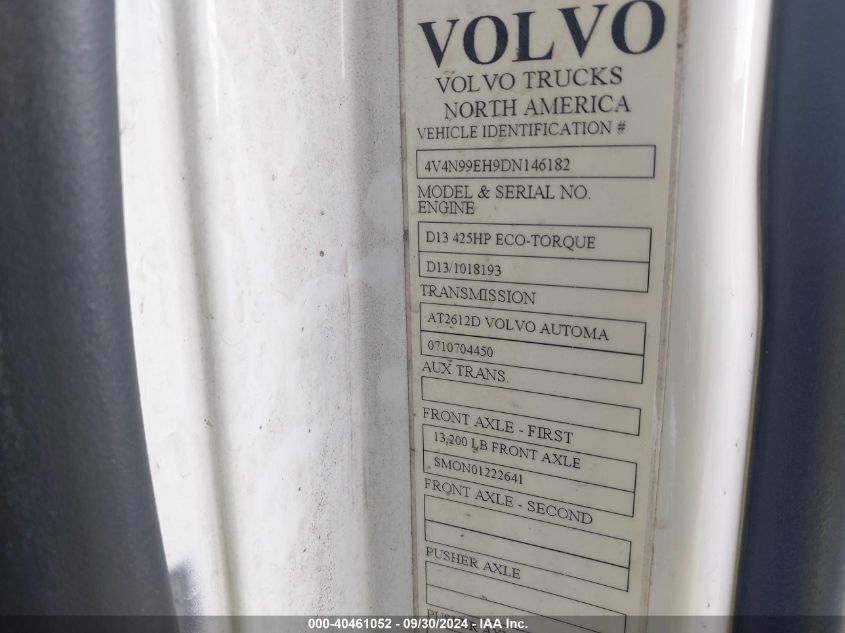 VOLVO
VOLVO TRUCKS
NORTH AMERICA
VEHICLE IDENTIFICATION #
4V4N99EH9DN146182
MODEL & SERIAL NO.
ENGINE
D13 425HP ECO-TORQUE
D13/1018193
TRANSMISSION
AT2612D VOLVO AUTOMA
0710704450
AUX TRANS.
FRONT AXLE - FIRST
13,200 LB FRONT AXLE
SMON01222641
FRONT AXLE - SECOND
PUSHER AXLE
000-40461052 - 09/30/2024 - IAA Inc.